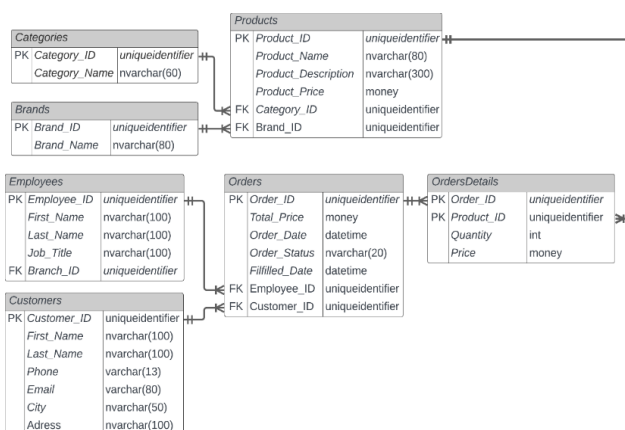 Products
PK Product_ID uniqueidentifier
Product_Name nvarchar(80)
Product_Description nvarchar(300)
Product_Price money
FK Category_ID uniqueidentifier
FK Brand_ID uniqueidentifier
Categories
PK Category_ID uniqueidentifier
Category_Name nvarchar(60)
Brands
PK Brand_ID uniqueidentifier
Brand_Name nvarchar(80)
Employees
PK Employee_ID uniqueidentifier
First_Name nvarchar(100)
Last_Name nvarchar(100)
Job_Title nvarchar(100)
FK Branch_ID uniqueidentifier
Orders
PK Order_ID uniqueidentifier
Total_Price money
Order_Date datetime
Order_Status nvarchar(20)
Filfilled_Date datetime
FK Employee_ID uniqueidentifier
FK Customer_ID uniqueidentifier
OrdersDetails
PK Order_ID uniqueidentifier
PK Product_ID uniqueidentifier
Quantity int
Price money
Customers
PK Customer_ID uniqueidentifier
First_Name nvarchar(100)
Last_Name nvarchar(100)
Phone varchar(13)
Email varchar(80)
City nvarchar(50)
Adress nvarchar(100)